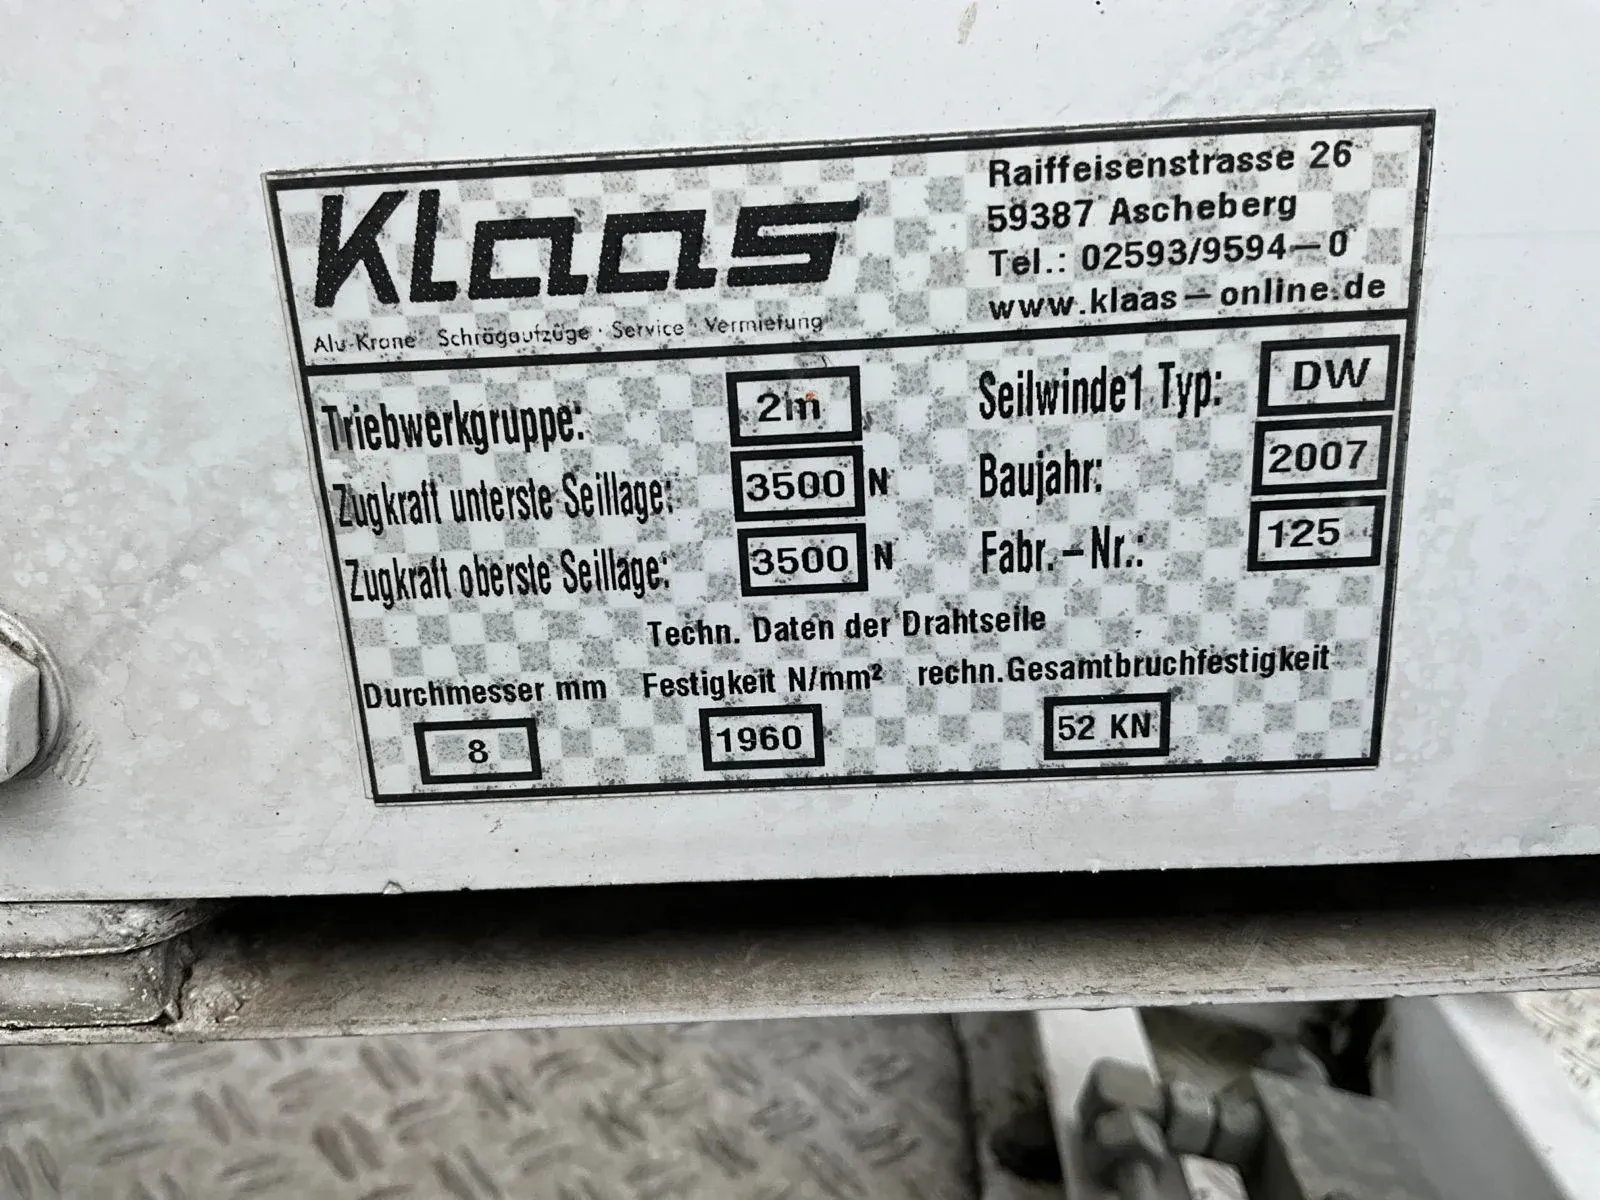 Klaas
Alu-Krane · Schrägaufzüge · Service · Vermietung
Raiffeisenstrasse 26
59387 Ascheberg
Tel.: 02593/9594-0
www.klaas-online.de
Triebwerkgruppe: 2m
Zugkraft unterste Seillage: 3500 N
Zugkraft oberste Seillage: 3500 N
Seilwinde1 Typ: DW
Baujahr: 2007
Fabr.-Nr.: 125
Techn. Daten der Drahtseile
Durchmesser mm Festigkeit N/mm² rechn.Gesamtbruchfestigkeit
8 1960 52 KN